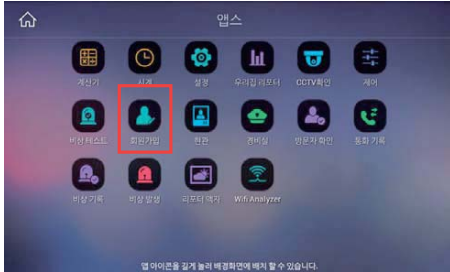 앱스
계산기 시계 설정 우리집 리포터 CCTV확인 제어
비상 테스트 회원가입 현관 경비실 방문자 확인 통화 기록
비상 기록 비상 발생 리포터 액자 Wifi Analyzer
앱 아이콘을 길게 눌러 배경화면에 배치 할 수 있습니다.